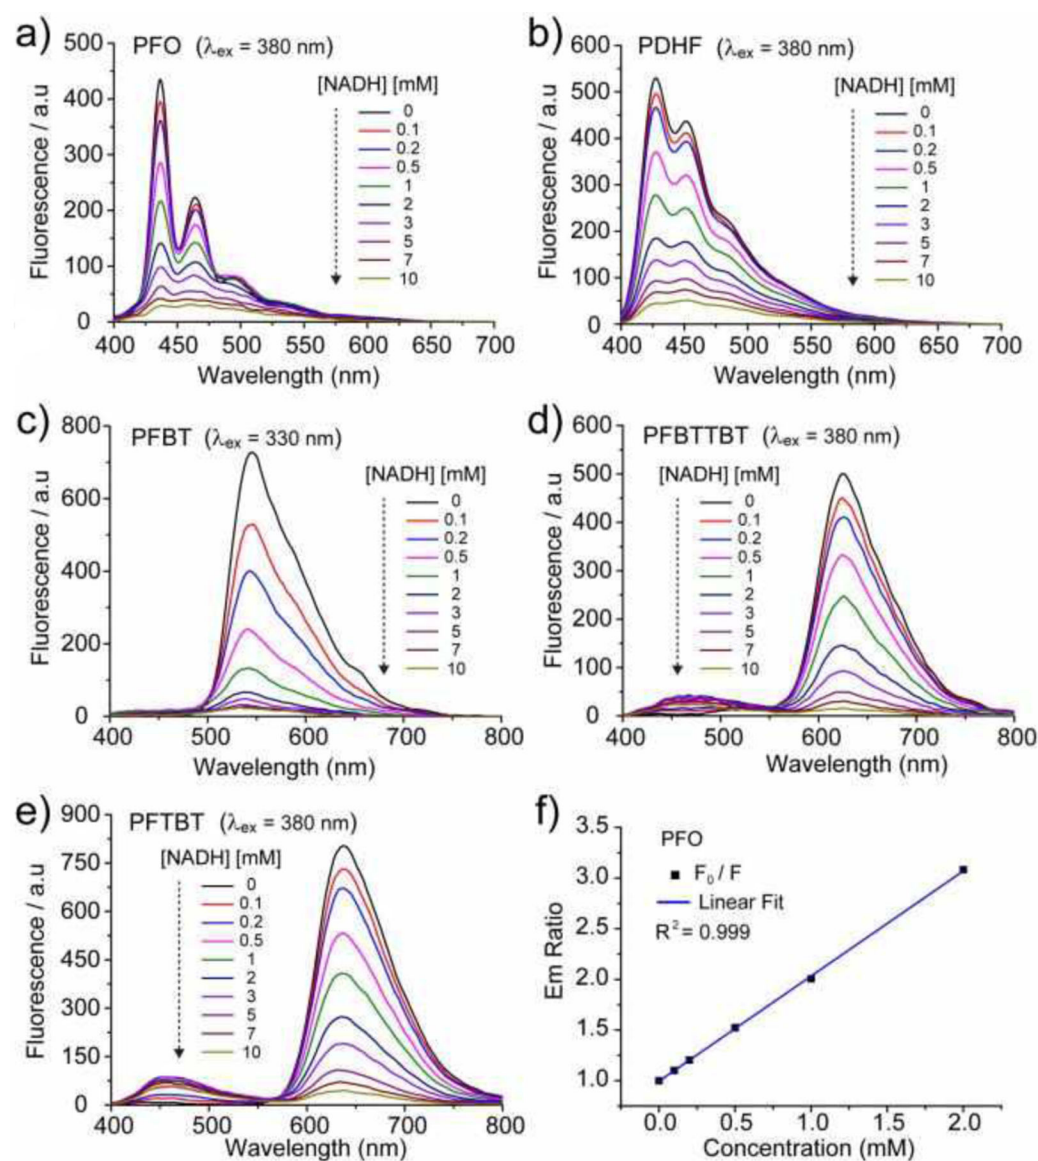 a) PFO (λex = 380 nm)
[NADH] [mM]
0
0.1
0.2
0.5
1
2
3
5
7
10
Fluorescence / a.u
500
400
300
200
100
0
400 450 500 550 600 650 700
Wavelength (nm)
b) PDHF (λex = 380 nm)
[NADH] [mM]
0
0.1
0.2
0.5
1
2
3
5
7
10
Fluorescence / a.u
600
500
400
300
200
100
0
400 450 500 550 600 650 700
Wavelength (nm)
c) PFBT (λex = 330 nm)
[NADH] [mM]
0
0.1
0.2
0.5
1
2
3
5
7
10
Fluorescence / a.u
800
600
400
200
0
400 500 600 700 800
Wavelength (nm)
d) PFBTTBT (λex = 380 nm)
[NADH] [mM]
0
0.1
0.2
0.5
1
2
3
5
7
10
Fluorescence / a.u
600
500
400
300
200
100
0
400 500 600 700 800
Wavelength (nm)
e) PFTBT (λex = 380 nm)
[NADH] [mM]
0
0.1
0.2
0.5
1
2
3
5
7
10
Fluorescence / a.u
900
750
600
450
300
150
0
400 500 600 700 800
Wavelength (nm)
f) PFO
F0 / F
Linear Fit
R2 = 0.999
Em Ratio
3.5
3.0
2.5
2.0
1.5
1.0
0.0 0.5 1.0 1.5 2.0
Concentration (mM)